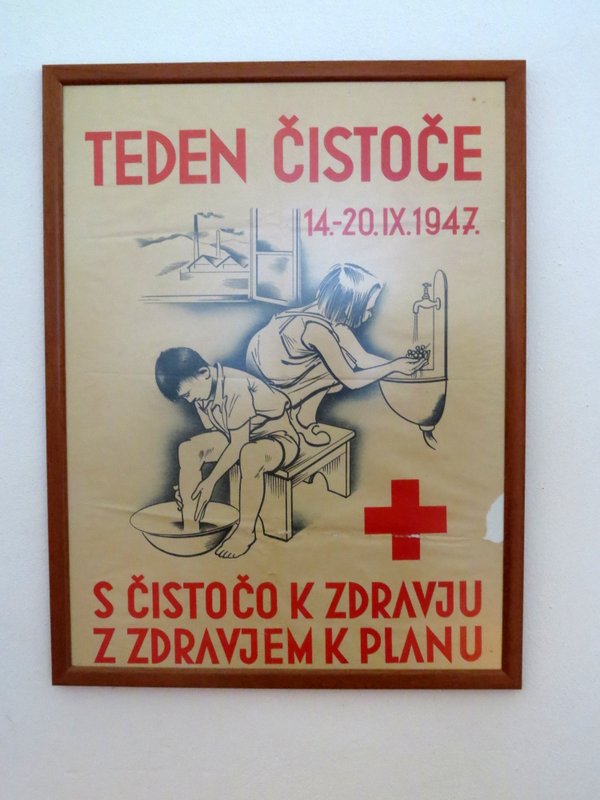 TEDEN ČISTOČE
14.-20.IX.1947.
S ČISTOČO K ZDRAVJU
Z ZDRAVJEM K PLANU